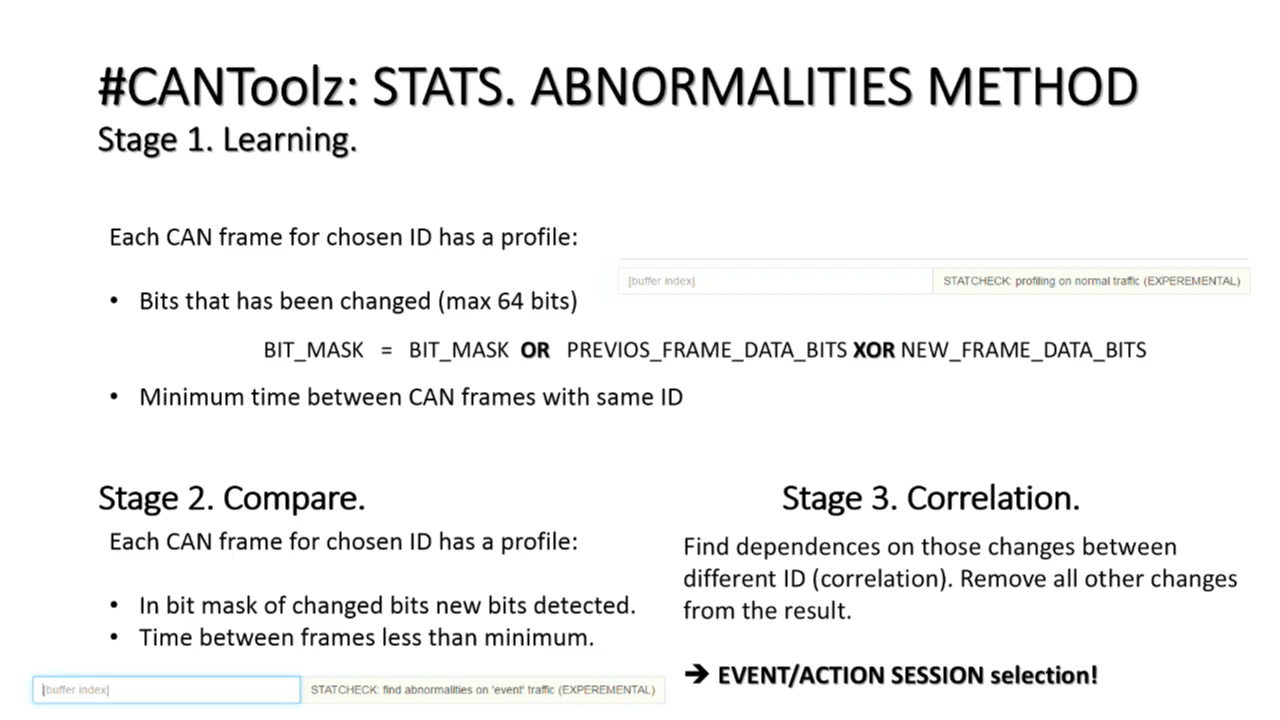 #CANToolz: STATS. ABNORMALITIES METHOD
Stage 1. Learning.
Each CAN frame for chosen ID has a profile:
[buffer index]
STATCHECK: profiling on normal traffic (EXPEREMENTAL)
• Bits that has been changed (max 64 bits)
BIT_MASK = BIT_MASK OR PREVIOS_FRAME_DATA_BITS XOR NEW_FRAME_DATA_BITS
• Minimum time between CAN frames with same ID
Stage 2. Compare.
Each CAN frame for chosen ID has a profile:
• In bit mask of changed bits new bits detected.
• Time between frames less than minimum.
[buffer index]
STATCHECK: find abnormalities on 'event' traffic (EXPEREMENTAL)
Stage 3. Correlation.
Find dependences on those changes between
different ID (correlation). Remove all other changes
from the result.
➔ EVENT/ACTION SESSION selection!